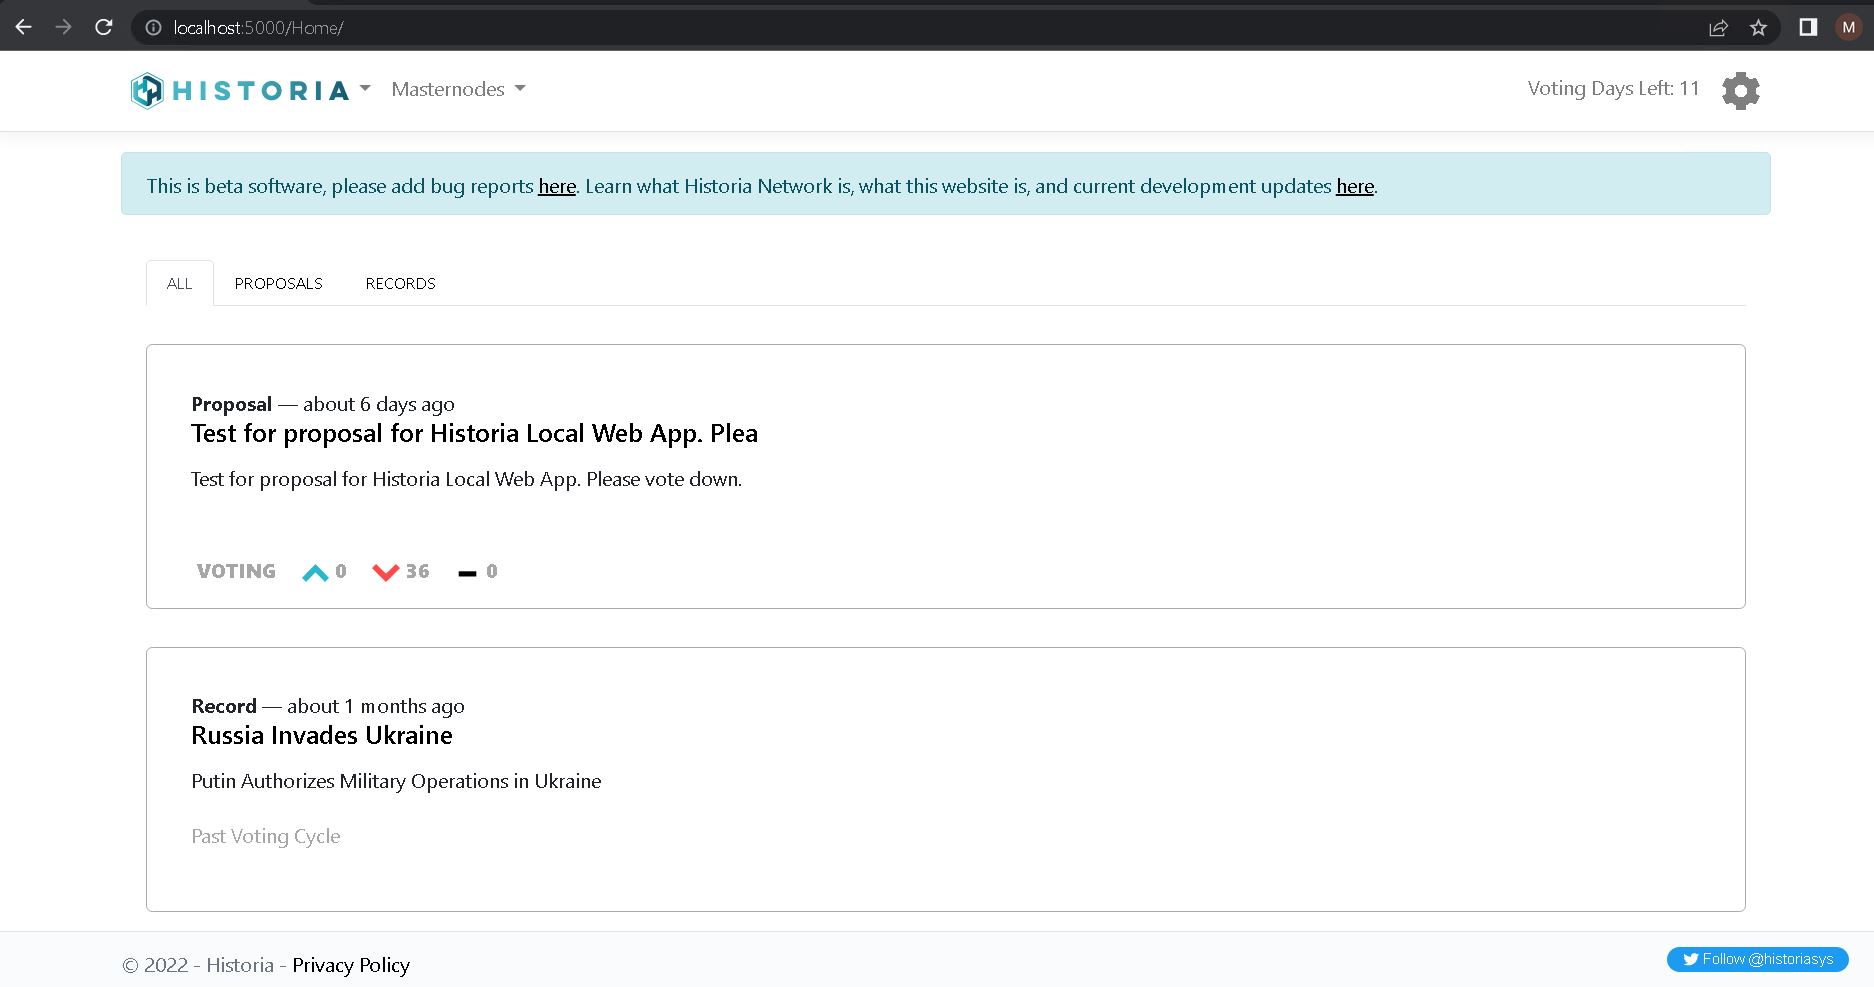 localhost:5000/Home/
M
HISTORIA Masternodes Voting Days Left: 11
This is beta software, please add bug reports here. Learn what Historia Network is, what this website is, and current development updates here.
ALL PROPOSALS RECORDS
Proposal — about 6 days ago
Test for proposal for Historia Local Web App. Plea
Test for proposal for Historia Local Web App. Please vote down.
VOTING 0 36 0
Record — about 1 months ago
Russia Invades Ukraine
Putin Authorizes Military Operations in Ukraine
Past Voting Cycle
© 2022 - Historia - Privacy Policy
Follow @historiasys